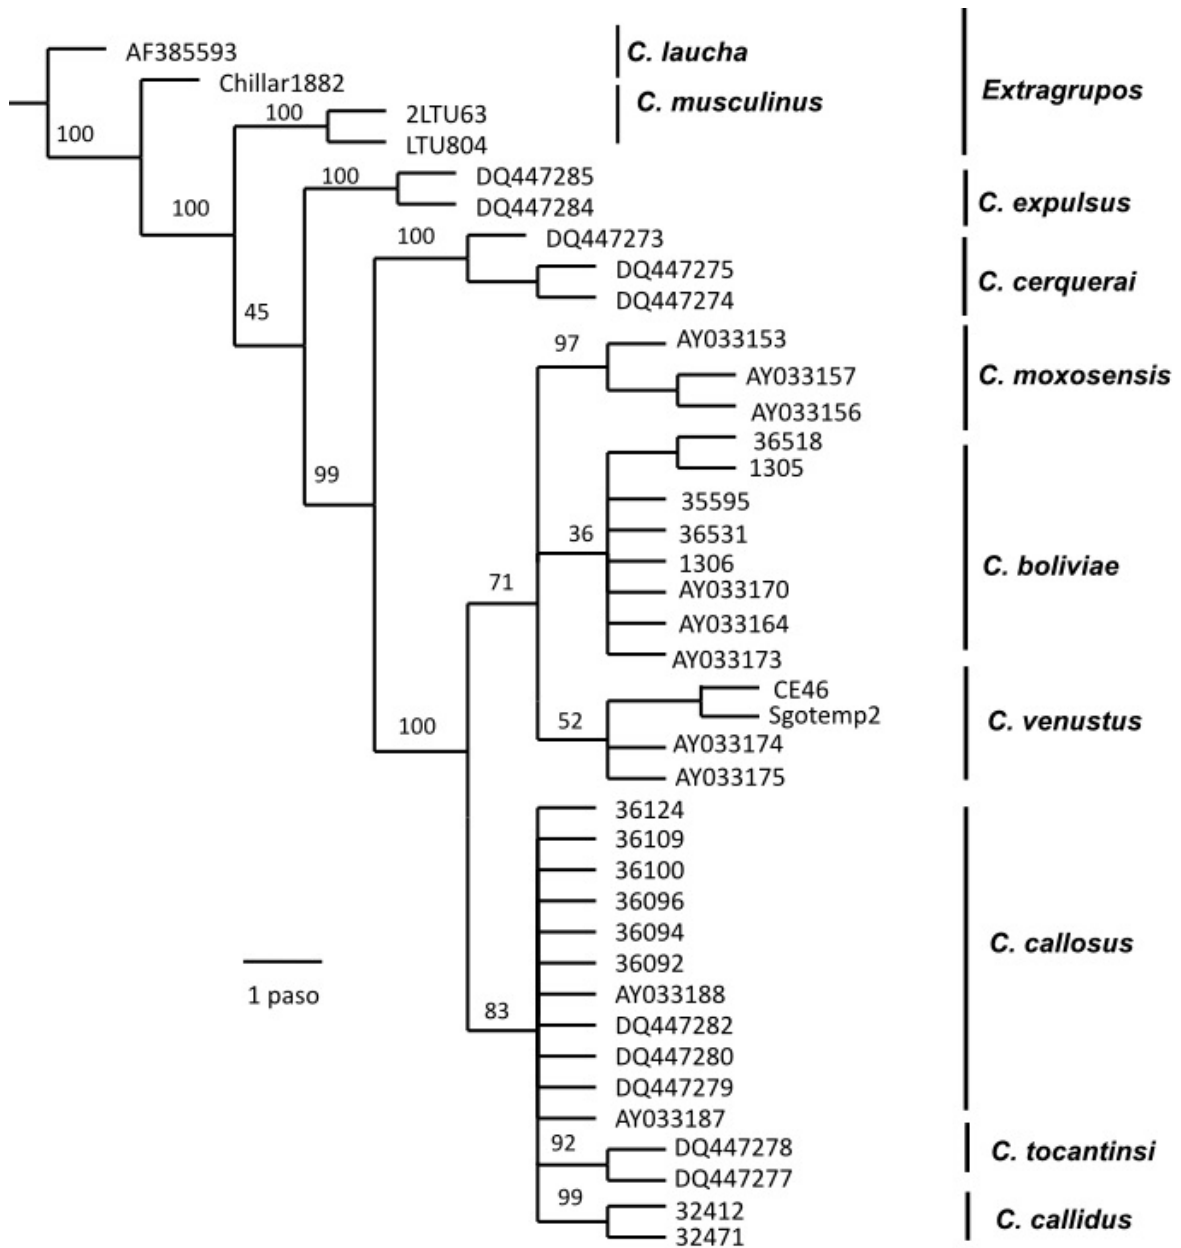 AF385593
C. laucha
Chillar1882
Extragrupos
C. musculinus
100
2LTU63
100
LTU804
100
DQ447285
C. expulsus
100
DQ447284
100
DQ447273
DQ447275
C. cerquerai
DQ447274
45
97
AY033153
AY033157
C. moxosensis
AY033156
36518
1305
99
35595
36
36531
1306
C. boliviae
71
AY033170
AY033164
AY033173
CE46
52
Sgotemp2
C. venustus
100
AY033174
AY033175
36124
36109
36100
36096
36094
C. callosus
36092
1 paso
AY033188
83
DQ447282
DQ447280
DQ447279
AY033187
92
DQ447278
C. tocantinsi
DQ447277
99
32412
C. callidus
32471